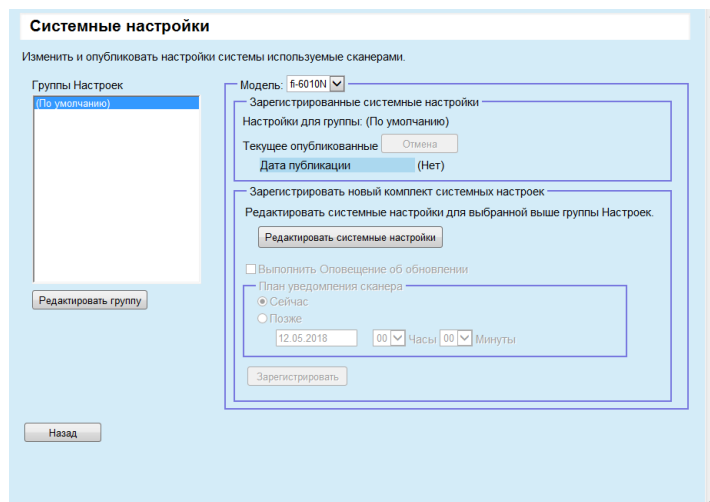 Системные настройки
Изменить и опубликовать настройки системы используемые сканерами.
Группы Настроек
(По умолчанию)
Редактировать группу
Модель: fi-6010N
Зарегистрированные системные настройки
Настройки для группы: (По умолчанию)
Текущее опубликованные Отмена
Дата публикации (Нет)
Зарегистрировать новый комплект системных настроек
Редактировать системные настройки для выбранной выше группы Настроек.
Редактировать системные настройки
Выполнить Оповещение об обновлении
План уведомления сканера
Сейчас
Позже
12.05.2018 00 Часы 00 Минуты
Зарегистрировать
Назад